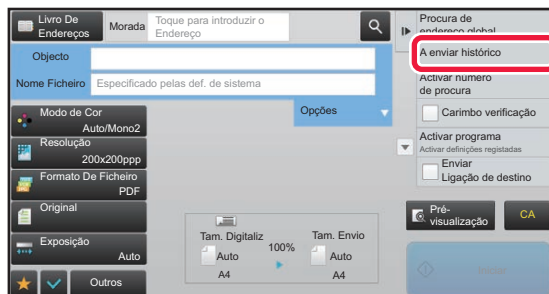 Livro De
Endereços
Morada
Toque para introduzir o
Endereço
Objecto
Nome Ficheiro
Especificado pelas def. de sistema
Opções
Modo de Cor
Auto/Mono2
Resolução
200x200ppp
Formato De Ficheiro
PDF
Original
Exposição
Auto
Outros
Tam. Digitaliz
Auto
A4
100%
Tam. Envio
Auto
A4
Procura de
endereço global
A enviar histórico
Activar número
de procura
Carimbo verificação
Activar programa
Activar definições registadas
Enviar
Ligação de destino
Pré-
visualização
CA